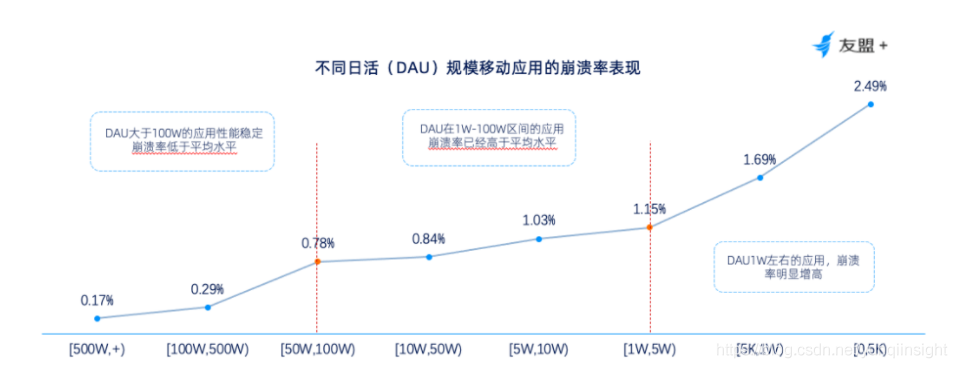 友盟+
不同日活（DAU）规模移动应用的崩溃率表现
2.49%
DAU大于100W的应用性能稳定
崩溃率低于平均水平
DAU在1W-100W区间的应用
崩溃率已经高于平均水平
1.69%
1.15%
1.03%
0.84%
0.78%
DAU1W左右的应用，崩溃
率明显增高
0.29%
0.17%
[500W,+) [100W,500W) [50W,100W) [10W,50W) [5W,10W) [1W,5W) [5K,1W) [0,5K)